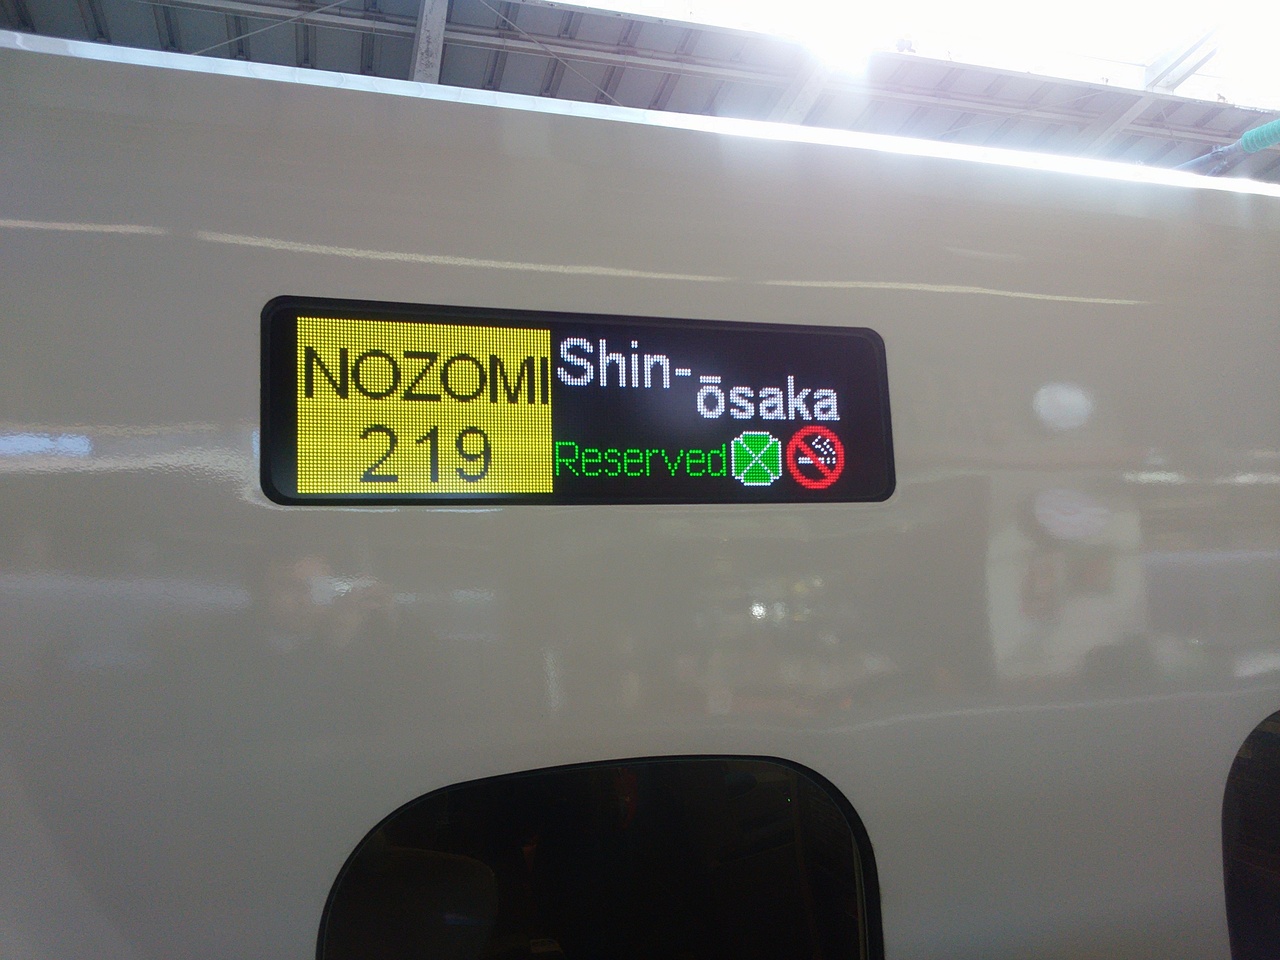 NOZOMI
219
Shin-
ōsaka
Reserved